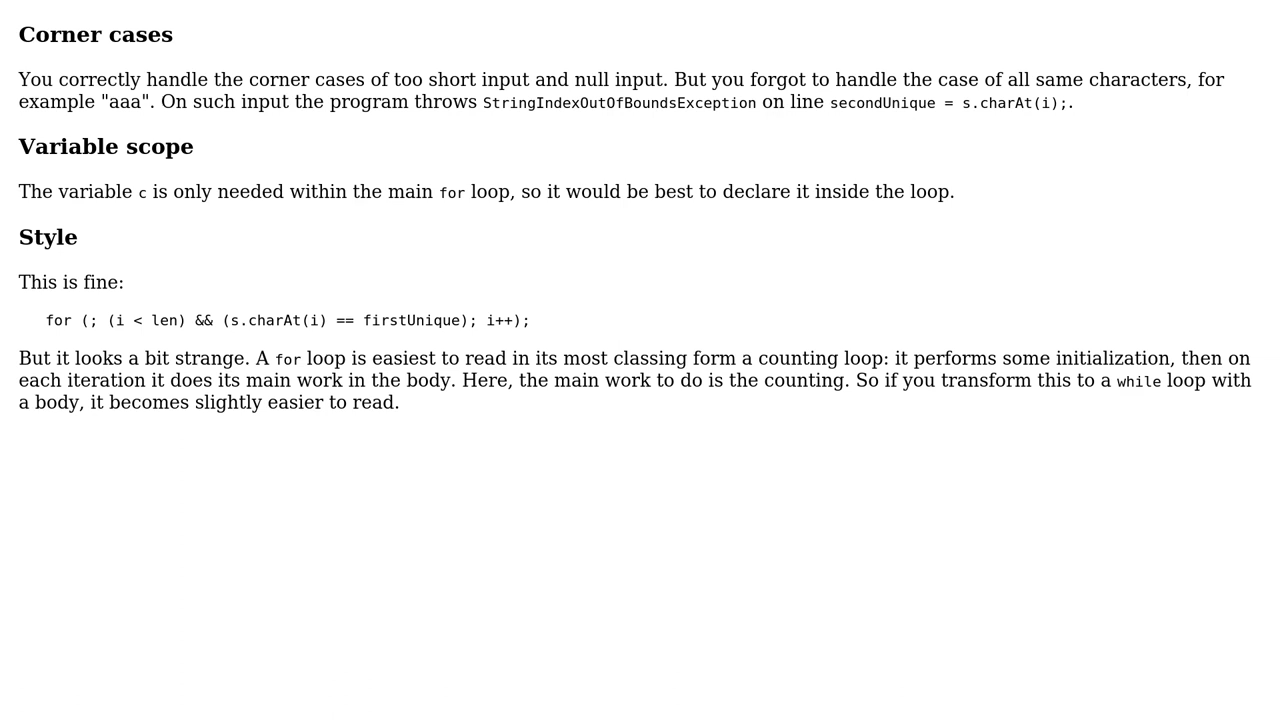 Corner cases
You correctly handle the corner cases of too short input and null input. But you forgot to handle the case of all same characters, for
example "aaa". On such input the program throws StringIndexOutOfBoundsException on line secondUnique = s.charAt(i);.
Variable scope
The variable c is only needed within the main for loop, so it would be best to declare it inside the loop.
Style
This is fine:
for (; (i < len) && (s.charAt(i) == firstUnique); i++);
But it looks a bit strange. A for loop is easiest to read in its most classing form a counting loop: it performs some initialization, then on
each iteration it does its main work in the body. Here, the main work to do is the counting. So if you transform this to a while loop with
a body, it becomes slightly easier to read.